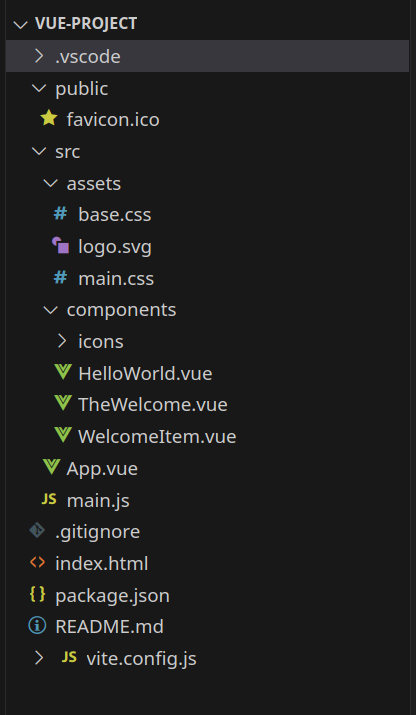 VUE-PROJECT
.vscode
public
favicon.ico
src
assets
base.css
logo.svg
main.css
components
icons
HelloWorld.vue
TheWelcome.vue
WelcomeItem.vue
App.vue
JS main.js
.gitignore
index.html
package.json
README.md
JS vite.config.js